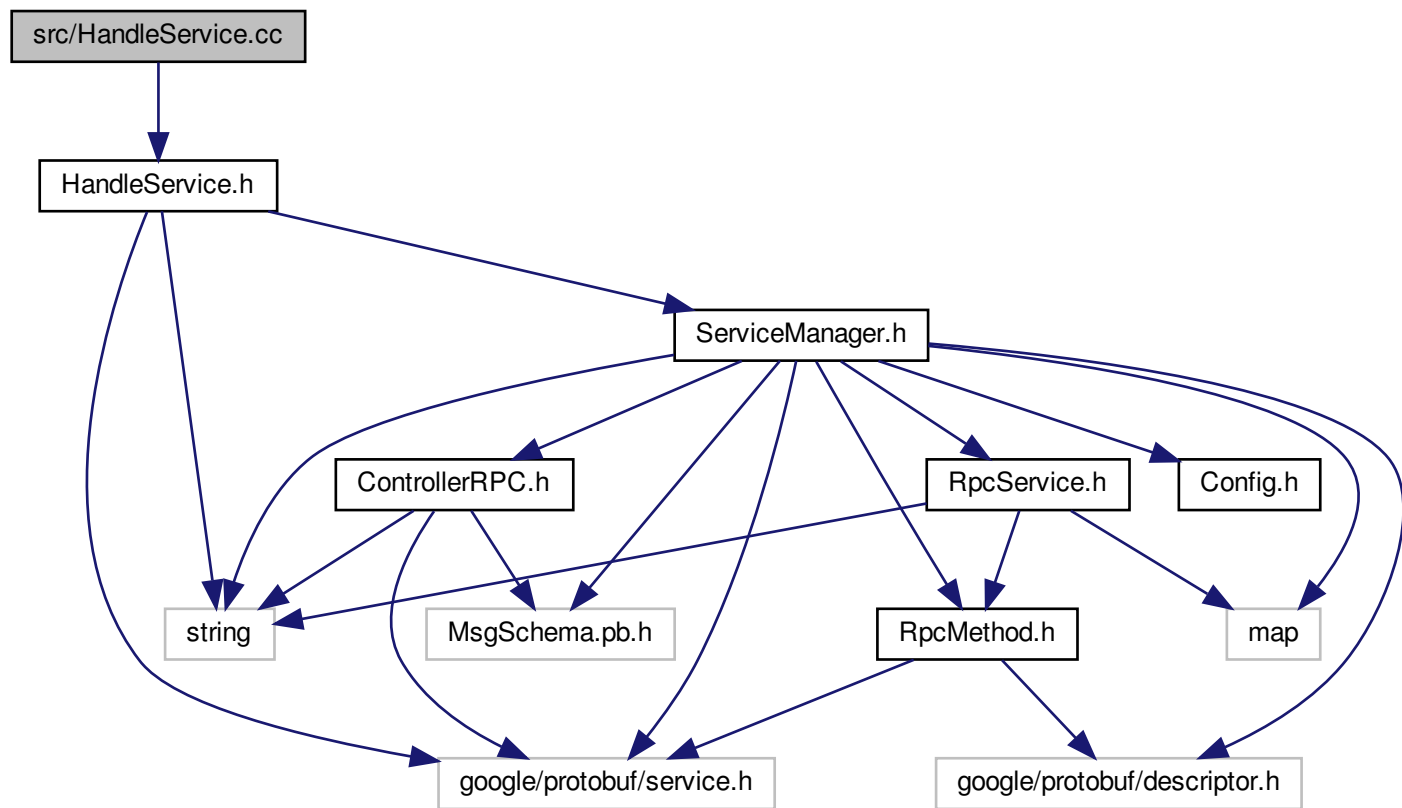 src/HandleService.cc
HandleService.h
ServiceManager.h
ControllerRPC.h
RpcService.h
Config.h
string
MsgSchema.pb.h
RpcMethod.h
map
google/protobuf/service.h
google/protobuf/descriptor.h